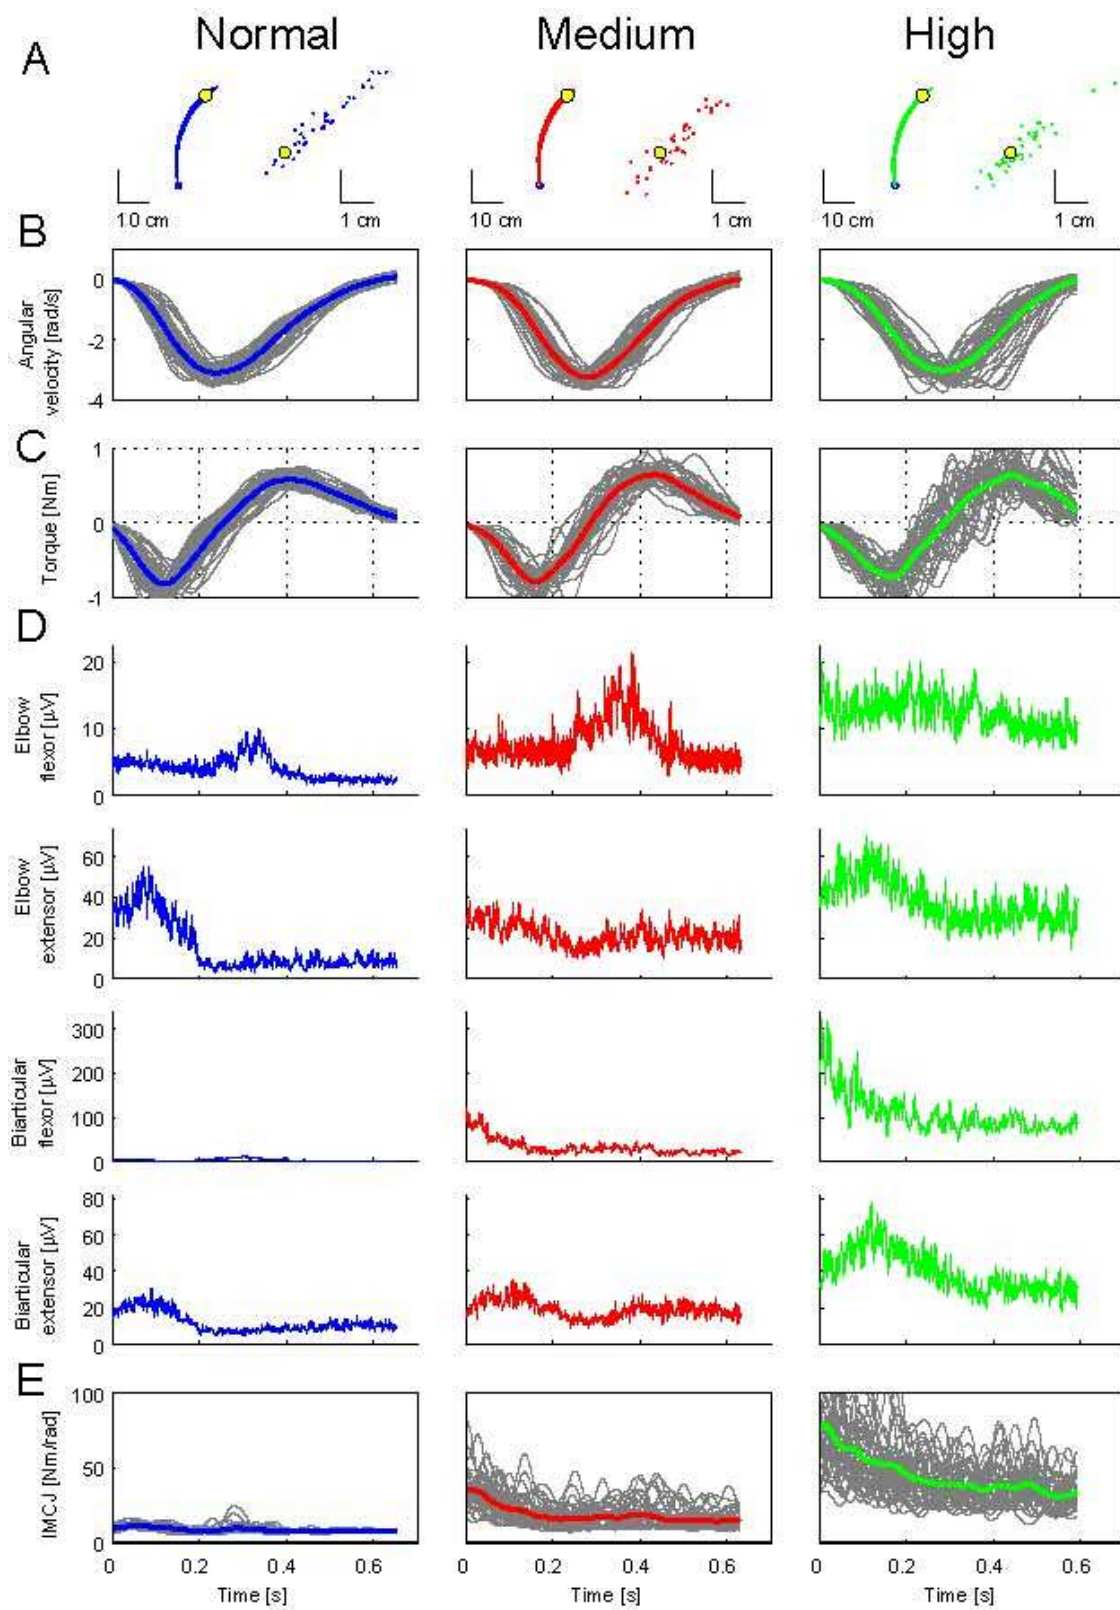 Normal Medium High
A
10 cm 1 cm 10 cm 1 cm 10 cm 1 cm
B
Angular
velocity [rad/s]
0
-2
-4
C
Torque [Nm]
1
0
-1
D
Elbow
flexor [µV]
20
10
0
Elbow
extensor [µV]
60
40
20
0
Biarticular
flexor [µV]
300
200
100
0
Biarticular
extensor [µV]
80
60
40
20
0
E
IMCJ [Nm/rad]
100
50
0
0 0.2 0.4 0.6 0 0.2 0.4 0.6 0 0.2 0.4 0.6
Time [s] Time [s] Time [s]